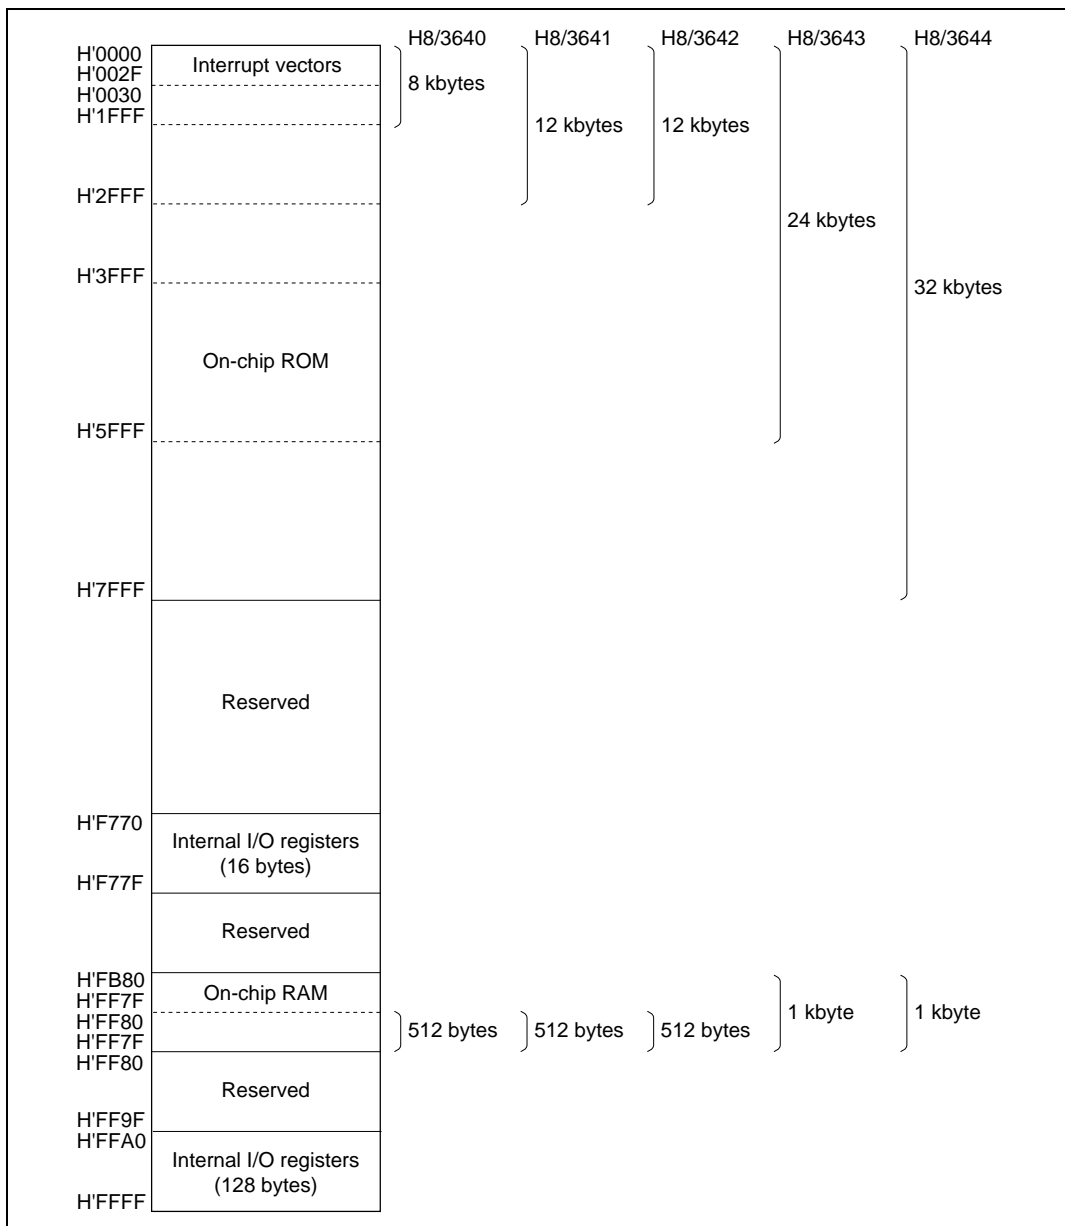 H8/3640 H8/3641 H8/3642 H8/3643 H8/3644
H'0000
Interrupt vectors
H'002F
8 kbytes
H'0030
H'1FFF
12 kbytes 12 kbytes
H'2FFF
24 kbytes
H'3FFF
32 kbytes
On-chip ROM
H'5FFF
H'7FFF
Reserved
H'F770
Internal I/O registers
(16 bytes)
H'F77F
Reserved
H'FB80
On-chip RAM
H'FF7F
1 kbyte 1 kbyte
H'FF80
512 bytes 512 bytes 512 bytes
H'FF7F
H'FF80
Reserved
H'FF9F
H'FFA0
Internal I/O registers
(128 bytes)
H'FFFF